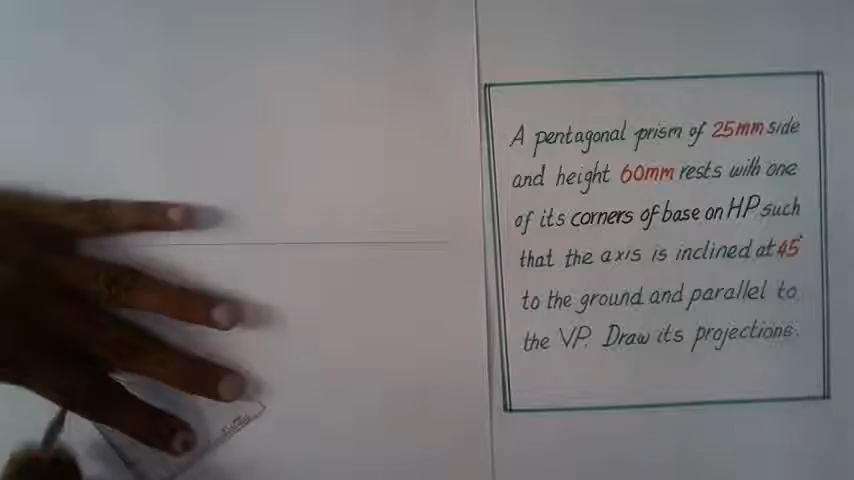 A pentagonal prism of 25mm side
and height 60mm rests with one
of its corners of base on HP such
that the axis is inclined at 45°
to the ground and parallel to
the VP. Draw its projections.